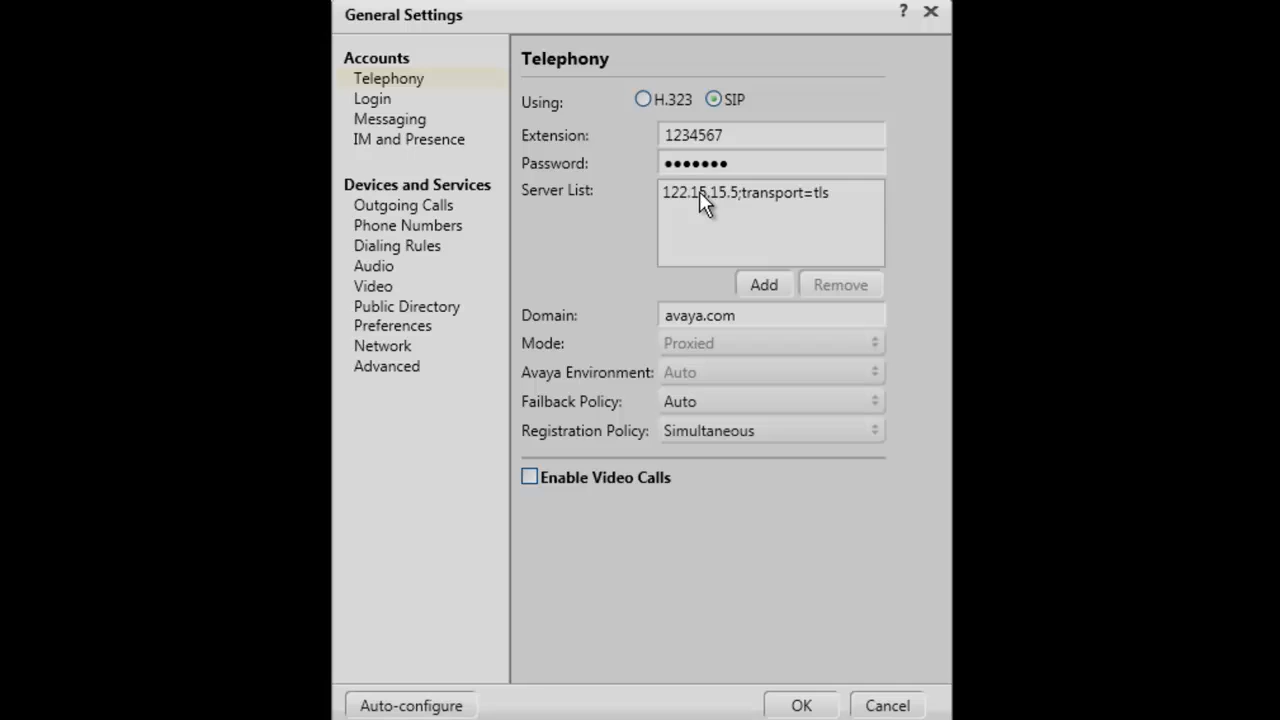 General Settings
?
Accounts
Telephony
Login
Messaging
IM and Presence
Devices and Services
Outgoing Calls
Phone Numbers
Dialing Rules
Audio
Video
Public Directory
Preferences
Network
Advanced
Telephony
Using: H.323 SIP
Extension: 1234567
Password: •••••••
Server List: 122.15.15.5;transport=tls
Add Remove
Domain: avaya.com
Mode: Proxied
Avaya Environment: Auto
Failback Policy: Auto
Registration Policy: Simultaneous
Enable Video Calls
Auto-configure OK Cancel